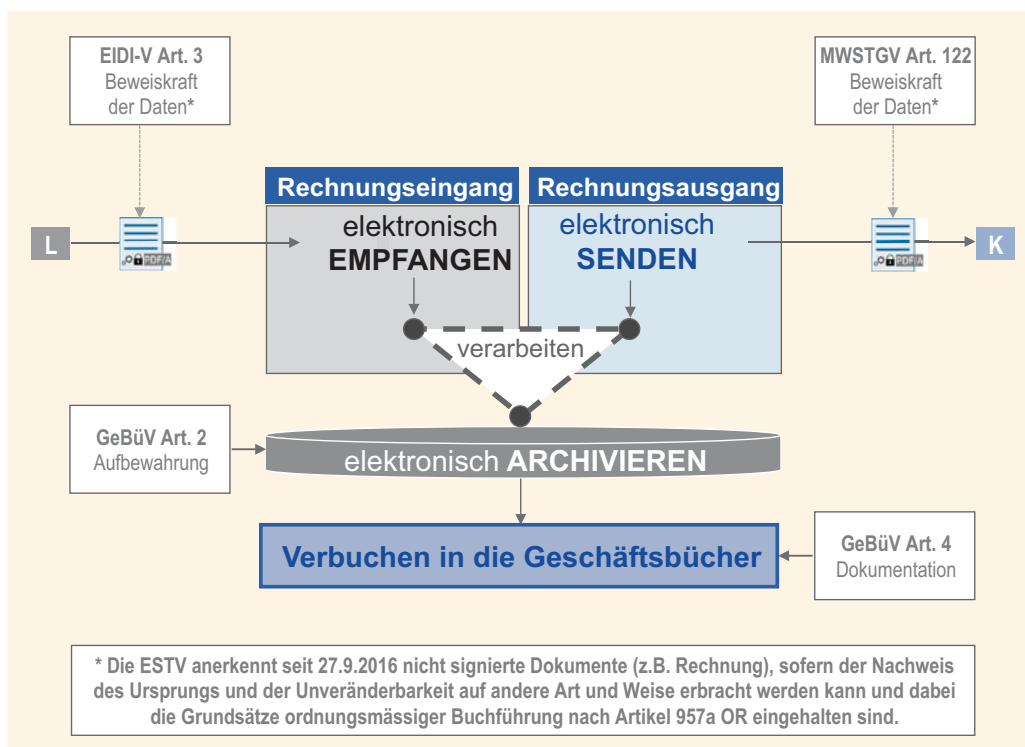 EIDI-V Art. 3
Beweiskraft
der Daten*
MWSTGV Art. 122
Beweiskraft
der Daten*
Rechnungseingang
Rechnungsausgang
L
PDF/A
elektronisch
EMPFANGEN
elektronisch
SENDEN
PDF/A
K
verarbeiten
GeBüV Art. 2
Aufbewahrung
elektronisch ARCHIVIEREN
Verbuchen in die Geschäftsbücher
GeBüV Art. 4
Dokumentation
* Die ESTV anerkennt seit 27.9.2016 nicht signierte Dokumente (z.B. Rechnung), sofern der Nachweis
des Ursprungs und der Unveränderbarkeit auf andere Art und Weise erbracht werden kann und dabei
die Grundsätze ordnungsmässiger Buchführung nach Artikel 957a OR eingehalten sind.